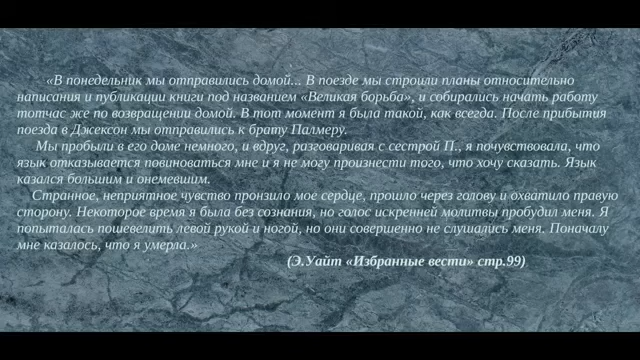 «В понедельник мы отправились домой... В поезде мы строили планы относительно
написания и публикации книги под названием «Великая борьба», и собирались начать работу
тотчас же по возвращении домой. В тот момент я была такой, как всегда. После прибытия
поезда в Джексон мы отправились к брату Палмеру.
Мы пробыли в его доме немного, и вдруг, разговаривая с сестрой П., я почувствовала, что
язык отказывается повиноваться мне и я не могу произнести того, что хочу сказать. Язык
казался большим и онемевшим.
Странное, неприятное чувство пронзило мое сердце, прошло через голову и охватило правую
сторону. Некоторое время я была без сознания, но голос искренней молитвы пробудил меня. Я
попыталась пошевелить левой рукой и ногой, но они совершенно не слушались меня. Поначалу
мне казалось, что я умерла.»
(Э.Уайт «Избранные вести» стр.99)